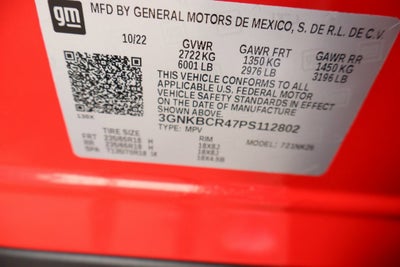 gm
MFD BY GENERAL MOTORS DE MEXICO, S. DE R.L. DE C.V.
10/22 GVWR GAWR FRT GAWR RR
2722 KG 1350 KG 1450 KG
6001 LB 2976 LB 3196 LB
THIS VEHICLE CONFORMS TO ALL
APPLICABLE U.S. FEDERAL MOTOR
VEHICLE SAFETY STANDARDS IN EFFECT
ON THE DATE OF MANUFACTURE
SHOWN ABOVE.
3GNKBCR47PS112802
TYPE: MPV MODEL:
TIRE SIZE RIM
FRT 235/65R18 H 18X8J
RR 235/65R18 H 18X8J
SPA